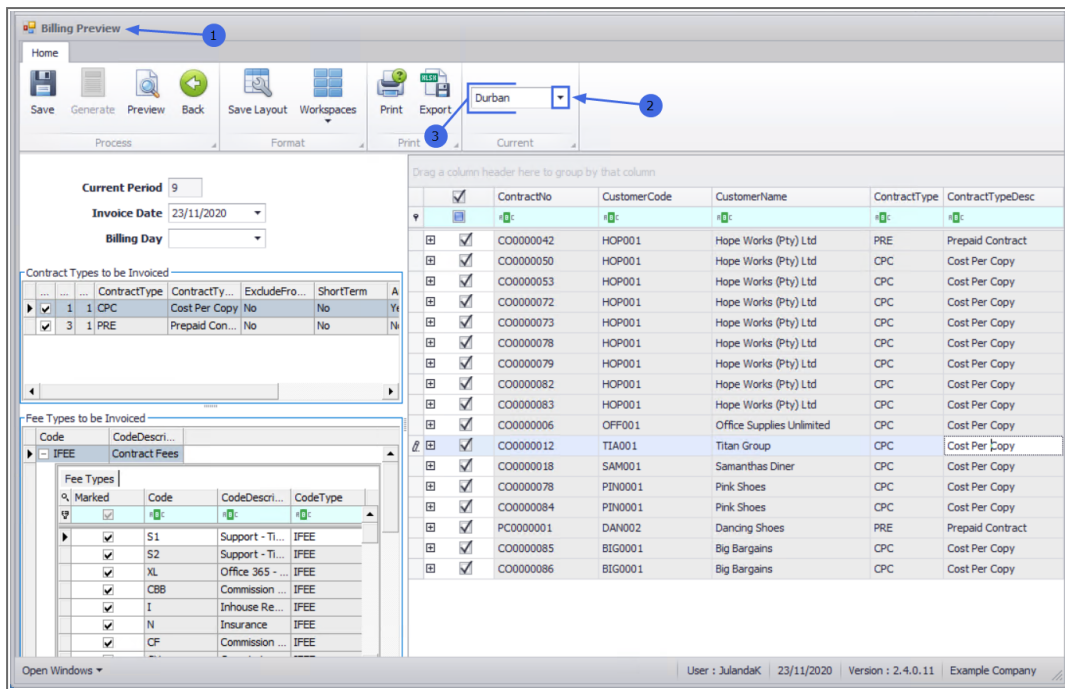 Billing Preview
1
Home
Save Generate Preview Back Save Layout Workspaces Print Export Durban
2
3
Process Format Print Current
Current Period 9
Invoice Date 23/11/2020
Billing Day
Contract Types to be Invoiced
... ... ... ContractType ContractTy... ExcludeFro... ShortTerm A
1 1 CPC Cost Per Copy No No Ye
3 1 PRE Prepaid Con... No No
Fee Types to be Invoiced
Code CodeDescri...
IFEE Contract Fees
Fee Types
Marked Code CodeDescri... CodeType
S1 Support - Ti... IFEE
S2 Support - Ti... IFEE
XL Office 365 - ... IFEE
CBB Commission ... IFEE
I Inhouse Re... IFEE
N Insurance IFEE
CF Commission ... IFEE
Drag a column header here to group by that column
ContractNo CustomerCode CustomerName ContractType ContractTypeDesc
CO0000042 HOP001 Hope Works (Pty) Ltd PRE Prepaid Contract
CO0000050 HOP001 Hope Works (Pty) Ltd CPC Cost Per Copy
CO0000053 HOP001 Hope Works (Pty) Ltd CPC Cost Per Copy
CO0000072 HOP001 Hope Works (Pty) Ltd CPC Cost Per Copy
CO0000073 HOP001 Hope Works (Pty) Ltd CPC Cost Per Copy
CO0000078 HOP001 Hope Works (Pty) Ltd CPC Cost Per Copy
CO0000079 HOP001 Hope Works (Pty) Ltd CPC Cost Per Copy
CO0000082 HOP001 Hope Works (Pty) Ltd CPC Cost Per Copy
CO0000083 HOP001 Hope Works (Pty) Ltd CPC Cost Per Copy
CO0000006 OFF001 Office Supplies Unlimited CPC Cost Per Copy
CO0000012 TIA001 Titan Group CPC Cost Per Copy
CO0000018 SAM001 Samanthas Diner CPC Cost Per Copy
CO0000078 PIN0001 Pink Shoes CPC Cost Per Copy
CO0000084 PIN0001 Pink Shoes CPC Cost Per Copy
PC0000001 DAN002 Dancing Shoes PRE Prepaid Contract
CO0000085 BIG0001 Big Bargains CPC Cost Per Copy
CO0000086 BIG0001 Big Bargains CPC Cost Per Copy
Open Windows User : JulandaK 23/11/2020 Version : 2.4.0.11 Example Company